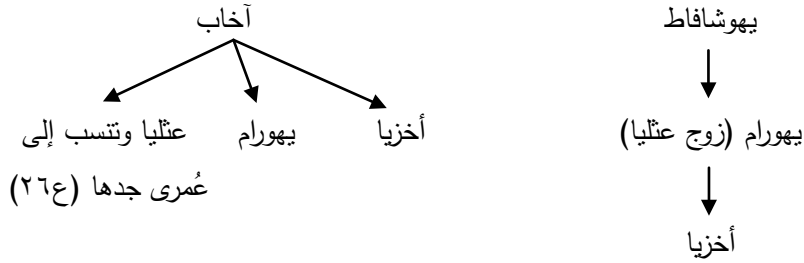 يهوشافاط
آخاب
يهورام (زوج عثليا)
أخزيا
يهورام
عثليا وتنسب إلى
عُمرى جدها (ع٢٦)
أخزيا